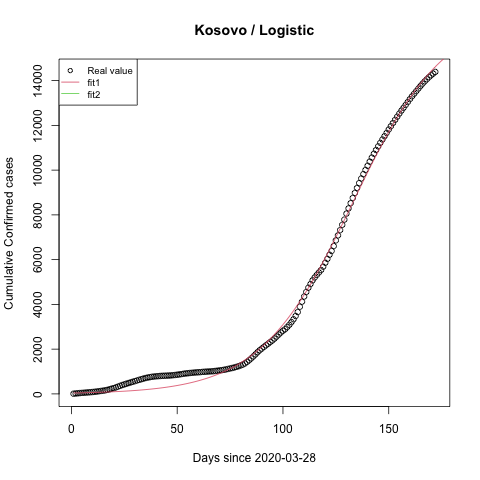 Kosovo / Logistic
Real value
fit1
fit2
Cumulative Confirmed cases
14000
12000
10000
8000
6000
4000
2000
0
0 50 100 150
Days since 2020-03-28